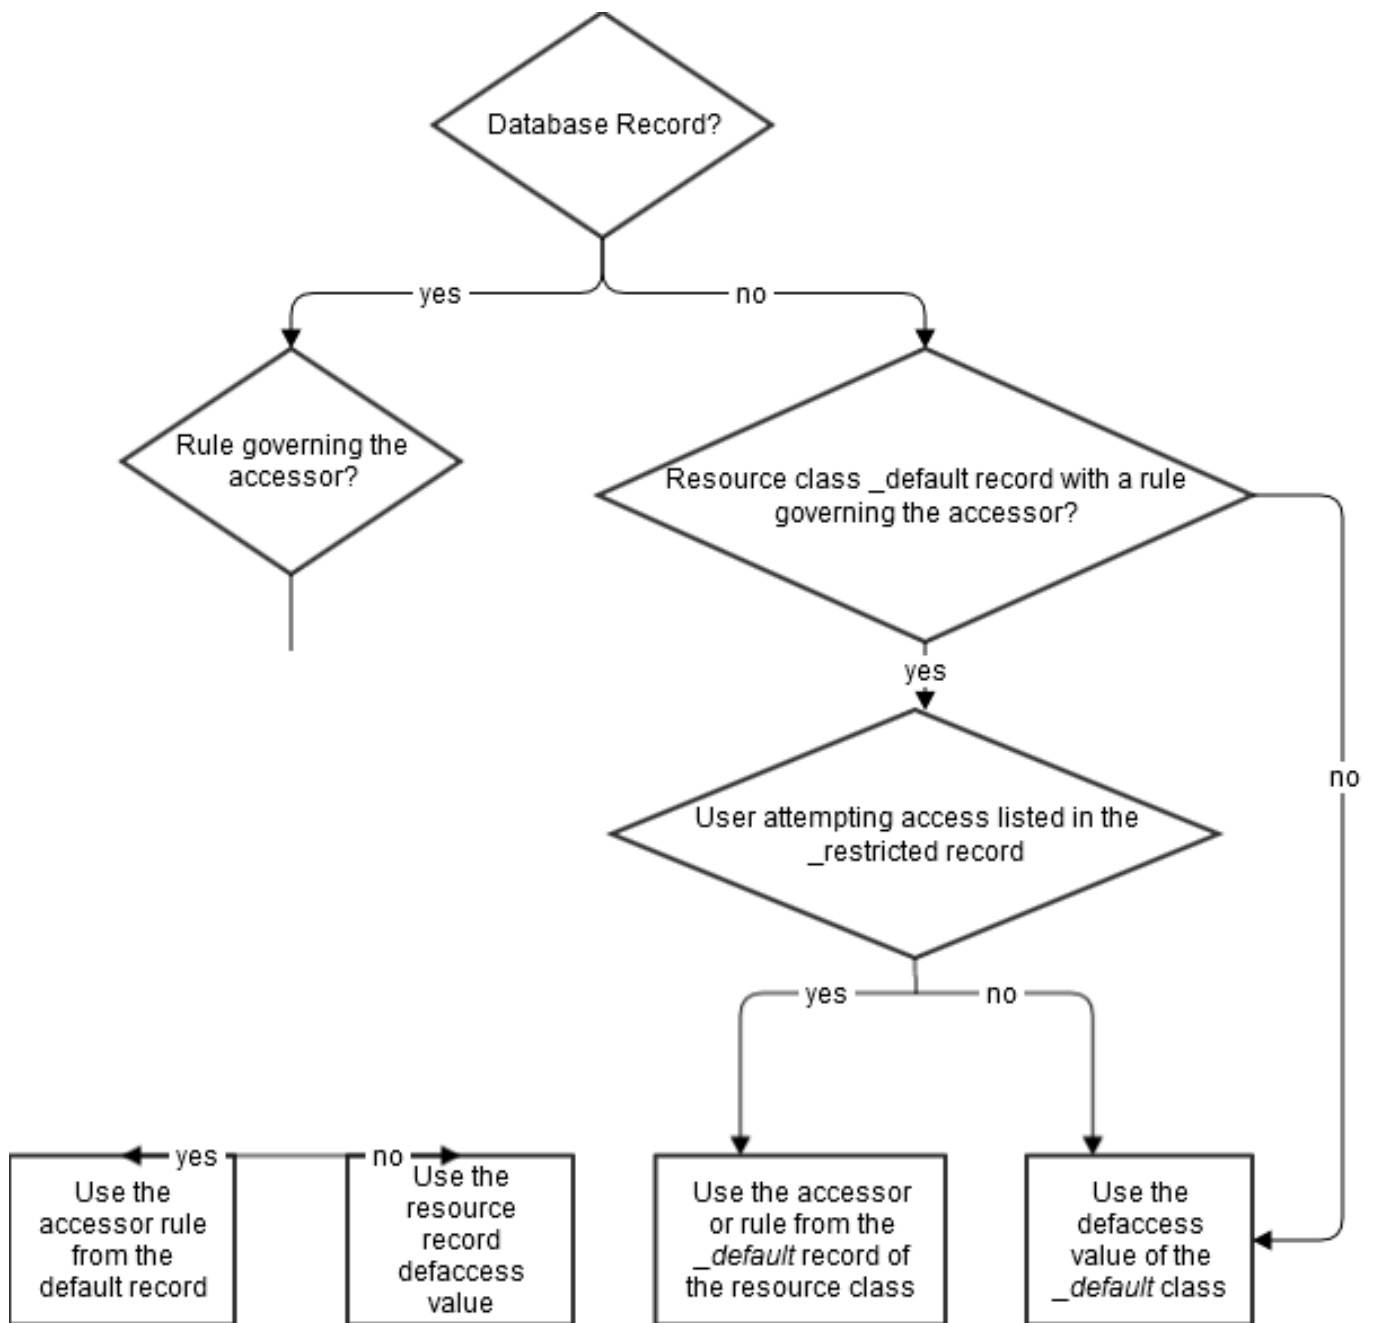 Database Record?
yes
no
Rule governing the
accessor?
Resource class _default record with a rule
governing the accessor?
yes
no
User attempting access listed in the
_restricted record
yes
no
yes
no
Use the
accessor rule
from the
default record
Use the
resource
record
defaccess
value
Use the accessor
or rule from the
_default record of
the resource class
Use the
defaccess
value of the
_default class